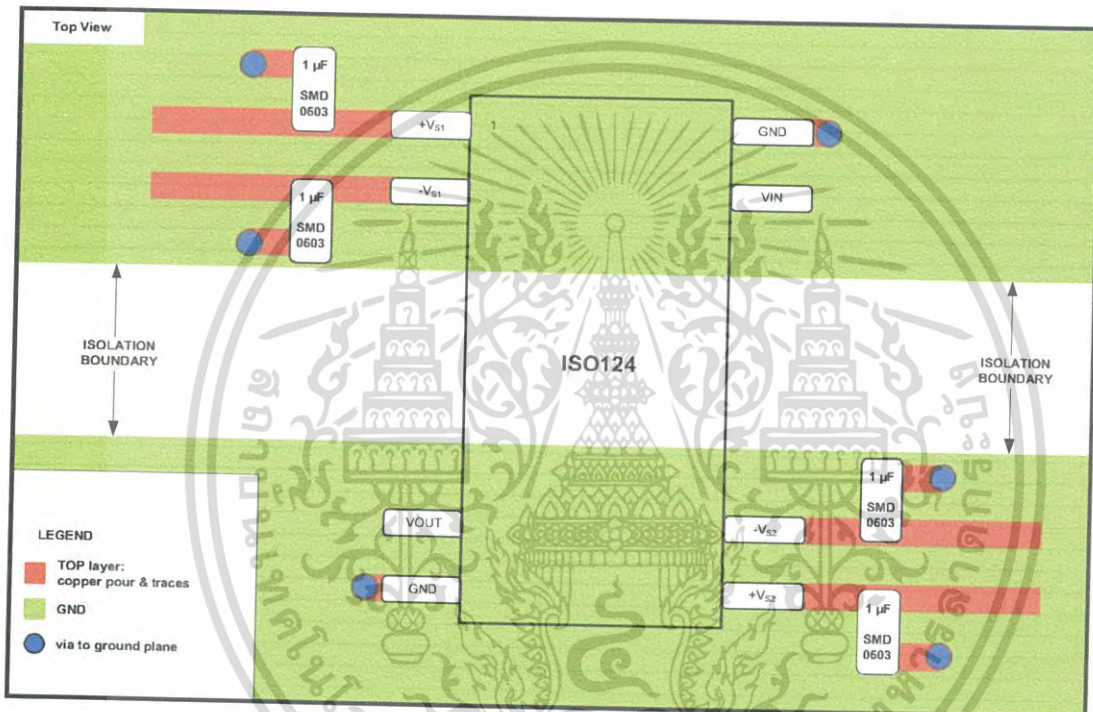 Top View
1 µF
SMD
0603
+VS1
1
GND
-VS1
VIN
1 µF
SMD
0603
ISOLATION
BOUNDARY
ISO124
ISOLATION
BOUNDARY
LEGEND
TOP layer:
copper pour & traces
GND
via to ground plane
VOUT
GND
1 µF
SMD
0603
-VS2
+VS2
1 µF
SMD
0603